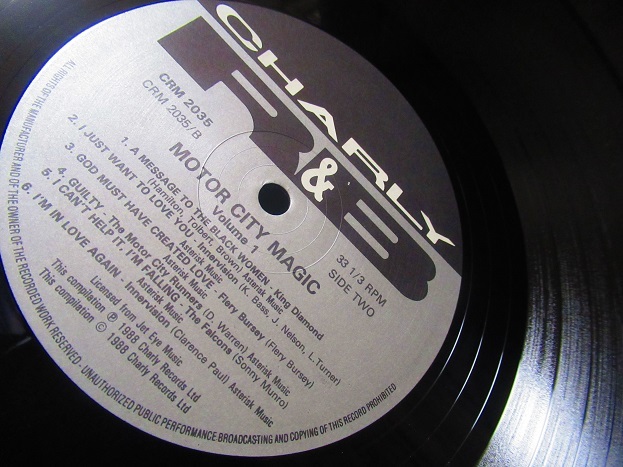 CHARLY
R&B
CRM 2035
CRM 2035/B
33 1/3 RPM
SIDE TWO
MOTOR CITY MAGIC
Volume 1
1. A MESSAGE TO THE BLACK WOMEN - King Diamond
(Hamilton, Tolbert, Brown) Asterisk Music
2. I JUST WANT TO LOVE YOU - Innervision (K. Bass, J. Nelson, L. Turner)
Asterisk Music
3. GOD MUST HAVE CREATED LOVE - Fiery Bursey (Fiery Bursey)
Asterisk Music
4. GUILTY - The Motor City Runners (D. Warren) Asterisk Music
5. I CAN'T HELP IT, I'M FALLING - The Falcons (Sonny Munro)
Asterisk Music
6. I'M IN LOVE AGAIN - Innervision (Clarence Paul) Asterisk Music
Licensed from Jet Eye Music
This compilation ℗ 1988 Charly Records Ltd
This compilation © 1988 Charly Records Ltd
ALL RIGHTS OF THE MANUFACTURER AND OF THE OWNER OF THE RECORDED WORK RESERVED - UNAUTHORIZED PUBLIC PERFORMANCE BROADCASTING AND COPYING OF THIS RECORD PROHIBITED